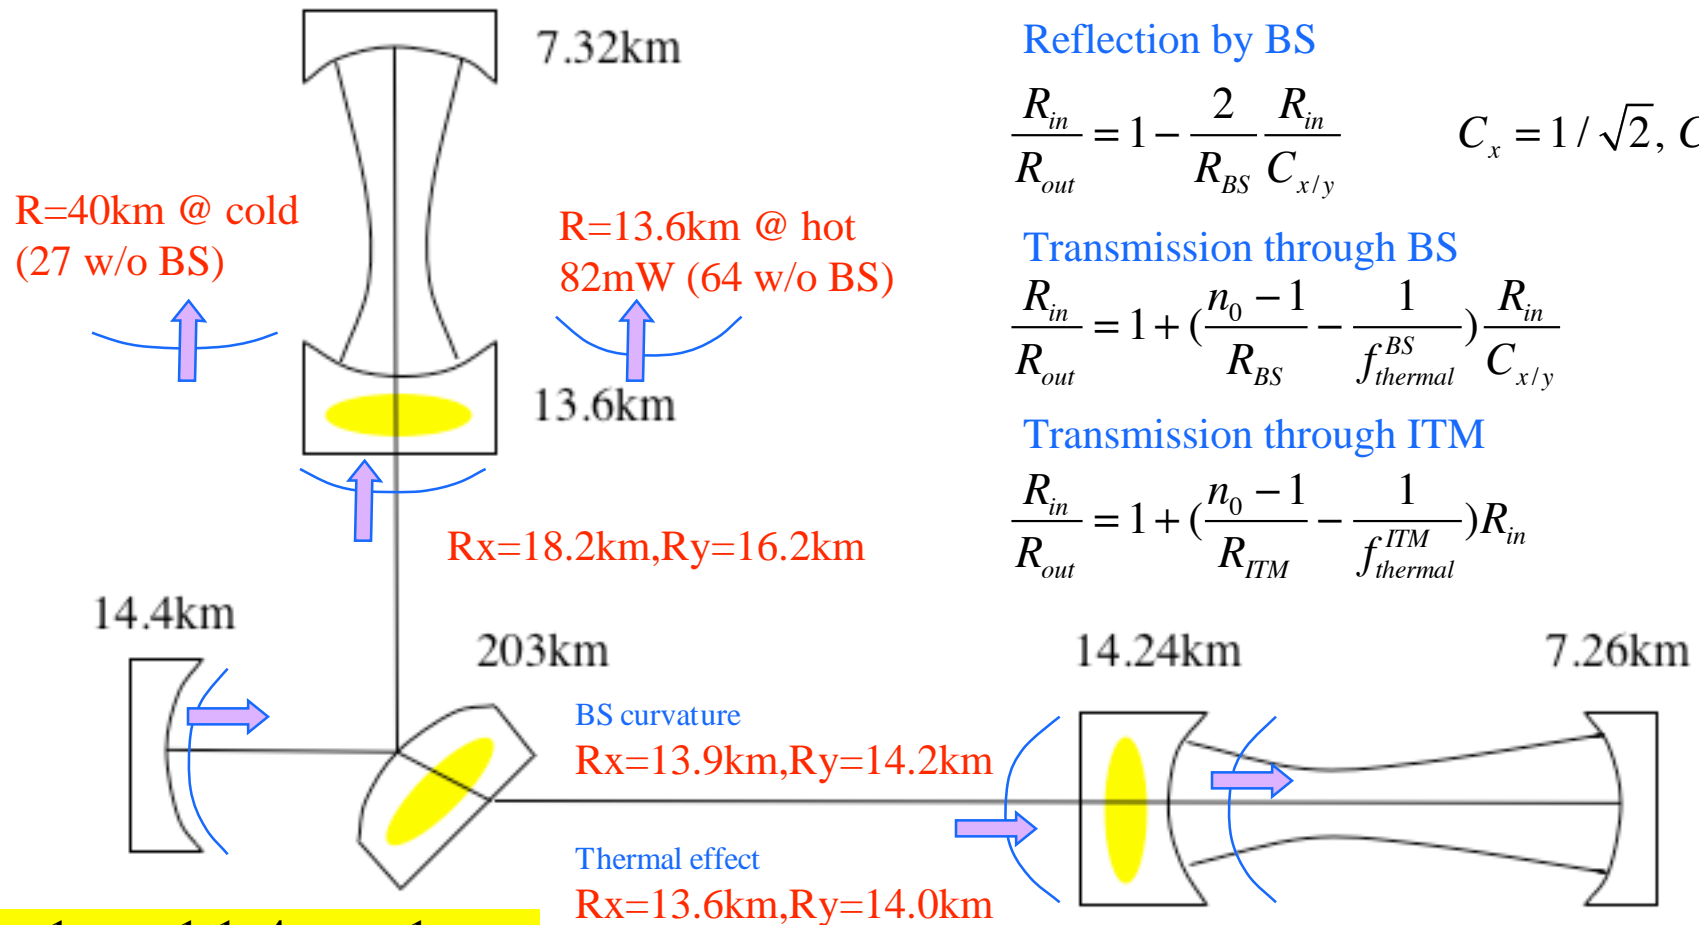 7.32km
R=40km @ cold
(27 w/o BS)
R=13.6km @ hot
82mW (64 w/o BS)
13.6km
Rx=18.2km,Ry=16.2km
14.4km
203km
BS curvature
Rx=13.9km,Ry=14.2km
Thermal effect
Rx=13.6km,Ry=14.0km
14.24km
7.26km
Reflection by BS
R_in/R_out = 1 − 2/R_BS R_in/C_x/y
C_x = 1/√2, C
Transmission through BS
R_in/R_out = 1 + (n_0 − 1/R_BS − 1/f_thermal^BS) R_in/C_x/y
Transmission through ITM
R_in/R_out = 1 + (n_0 − 1/R_ITM − 1/f_thermal^ITM) R_in